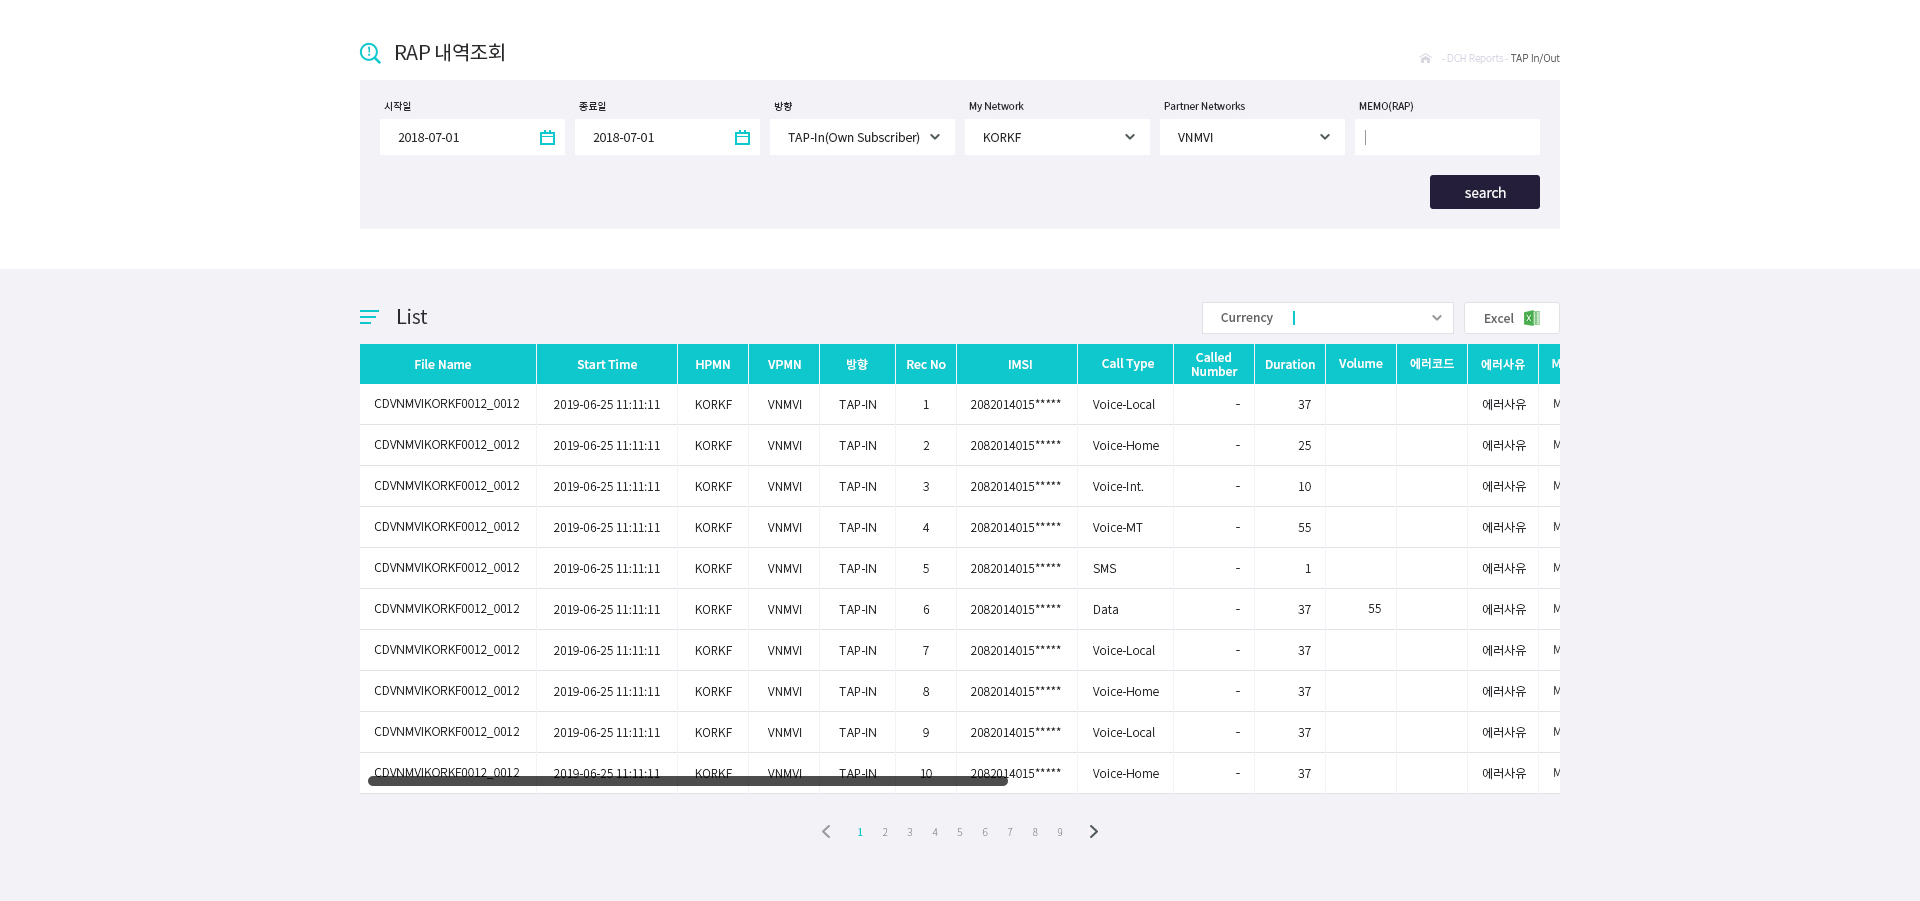 RAP 내역조회
- DCH Reports - TAP In/Out
시작일 종료일 방향 My Network Partner Networks MEMO(RAP)
2018-07-01 2018-07-01 TAP-In(Own Subscriber) KORKF VNMVI
search
List
Currency
Excel
File Name Start Time HPMN VPMN 방향 Rec No IMSI Call Type Called Number Duration Volume 에러코드 에러사유 M
CDVNMVIKORKF0012_0012 2019-06-25 11:11:11 KORKF VNMVI TAP-IN 1 2082014015***** Voice-Local - 37 에러사유 M
CDVNMVIKORKF0012_0012 2019-06-25 11:11:11 KORKF VNMVI TAP-IN 2 2082014015***** Voice-Home - 25 에러사유 M
CDVNMVIKORKF0012_0012 2019-06-25 11:11:11 KORKF VNMVI TAP-IN 3 2082014015***** Voice-Int. - 10 에러사유 M
CDVNMVIKORKF0012_0012 2019-06-25 11:11:11 KORKF VNMVI TAP-IN 4 2082014015***** Voice-MT - 55 에러사유 M
CDVNMVIKORKF0012_0012 2019-06-25 11:11:11 KORKF VNMVI TAP-IN 5 2082014015***** SMS - 1 에러사유 M
CDVNMVIKORKF0012_0012 2019-06-25 11:11:11 KORKF VNMVI TAP-IN 6 2082014015***** Data - 37 55 에러사유 M
CDVNMVIKORKF0012_0012 2019-06-25 11:11:11 KORKF VNMVI TAP-IN 7 2082014015***** Voice-Local - 37 에러사유 M
CDVNMVIKORKF0012_0012 2019-06-25 11:11:11 KORKF VNMVI TAP-IN 8 2082014015***** Voice-Home - 37 에러사유 M
CDVNMVIKORKF0012_0012 2019-06-25 11:11:11 KORKF VNMVI TAP-IN 9 2082014015***** Voice-Local - 37 에러사유 M
CDVNMVIKORKF0012_0012 2019-06-25 11:11:11 KORKF VNMVI TAP-IN 10 2082014015***** Voice-Home - 37 에러사유 M
1 2 3 4 5 6 7 8 9